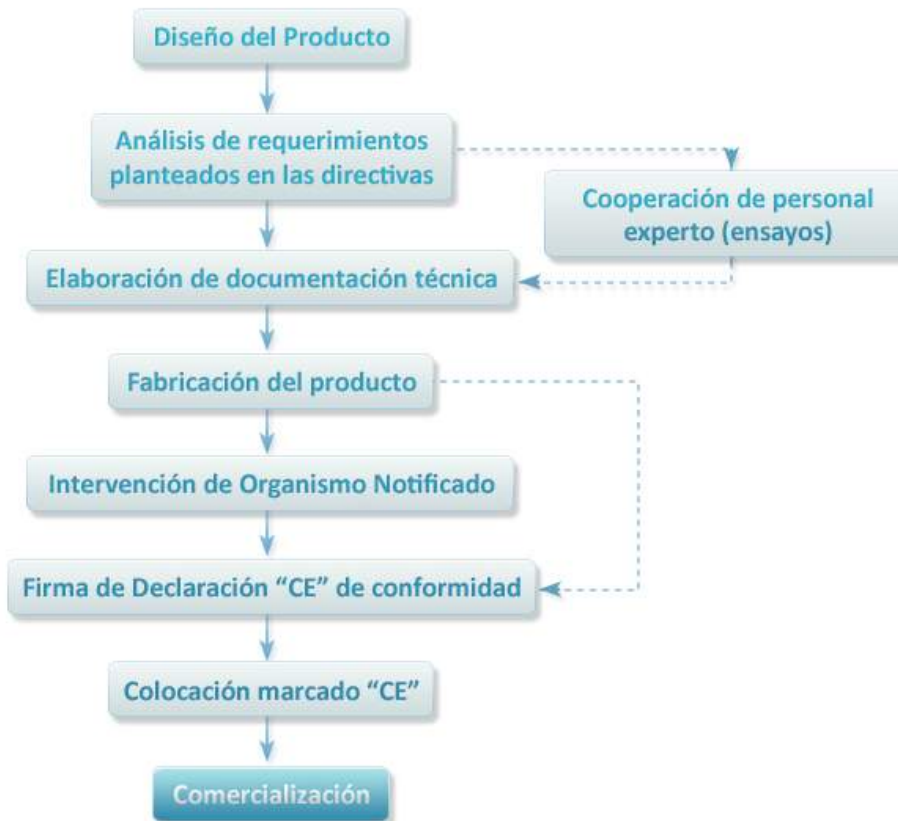 Diseño del Producto
Análisis de requerimientos
planteados en las directivas
Cooperación de personal
experto (ensayos)
Elaboración de documentación técnica
Fabricación del producto
Intervención de Organismo Notificado
Firma de Declaración “CE” de conformidad
Colocación marcado “CE”
Comercialización